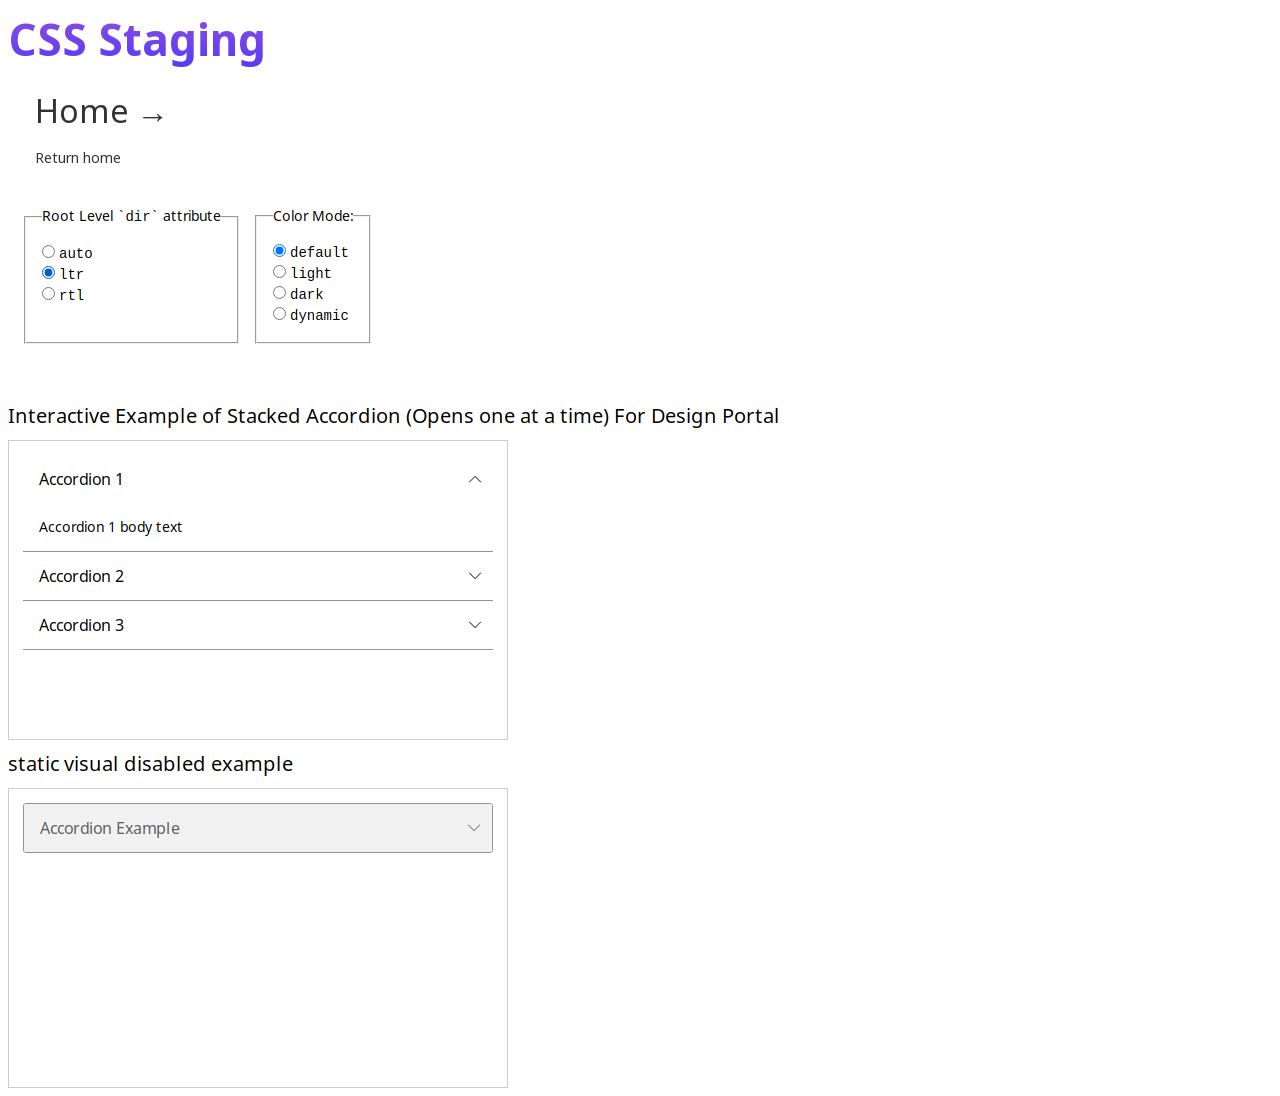 CSS Staging
Home →
Return home
Root Level `dir` attribute
auto
ltr
rtl
Color Mode:
default
light
dark
dynamic
Interactive Example of Stacked Accordion (Opens one at a time) For Design Portal
Accordion 1
Accordion 1 body text
Accordion 2
Accordion 3
static visual disabled example
Accordion Example